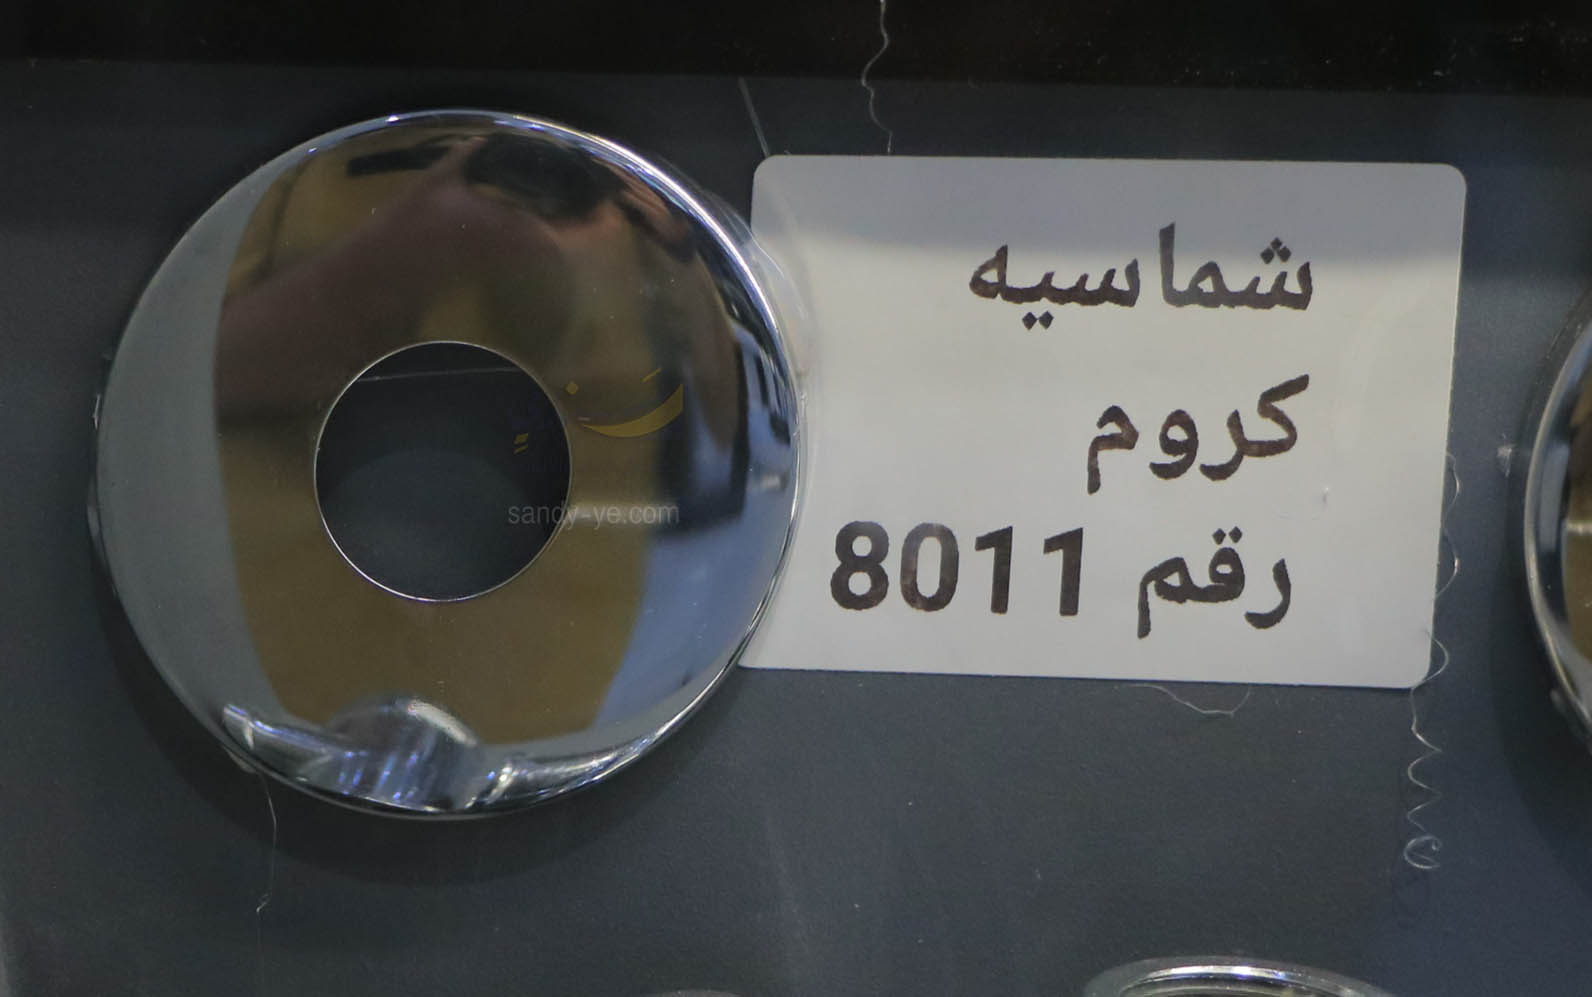 شماسيه
كروم
رقم 8011
sandy-ye.com